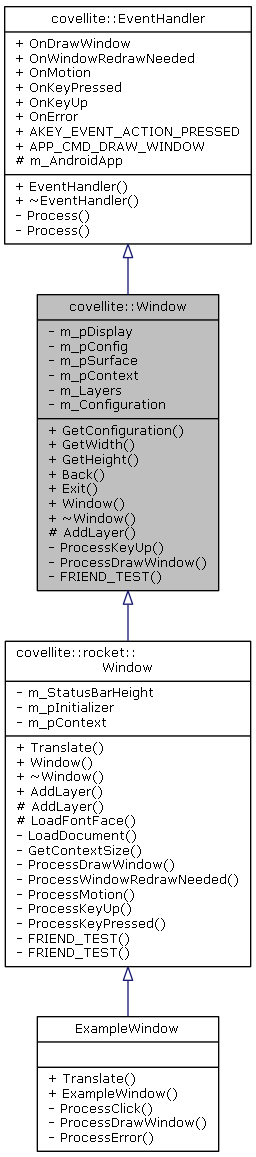 covellite::EventHandler
+ OnDrawWindow
+ OnWindowRedrawNeeded
+ OnMotion
+ OnKeyPressed
+ OnKeyUp
+ OnError
+ AKEY_EVENT_ACTION_PRESSED
+ APP_CMD_DRAW_WINDOW
# m_AndroidApp
+ EventHandler()
+ ~EventHandler()
- Process()
- Process()
covellite::Window
- m_pDisplay
- m_pConfig
- m_pSurface
- m_pContext
- m_Layers
- m_Configuration
+ GetConfiguration()
+ GetWidth()
+ GetHeight()
+ Back()
+ Exit()
+ Window()
+ ~Window()
# AddLayer()
- ProcessKeyUp()
- ProcessDrawWindow()
- FRIEND_TEST()
covellite::rocket::
Window
- m_StatusBarHeight
- m_pInitializer
- m_pContext
+ Translate()
+ Window()
+ ~Window()
+ AddLayer()
# AddLayer()
# LoadFontFace()
- LoadDocument()
- GetContextSize()
- ProcessDrawWindow()
- ProcessWindowRedrawNeeded()
- ProcessMotion()
- ProcessKeyUp()
- ProcessKeyPressed()
- FRIEND_TEST()
- FRIEND_TEST()
ExampleWindow
+ Translate()
+ ExampleWindow()
- ProcessClick()
- ProcessDrawWindow()
- ProcessError()